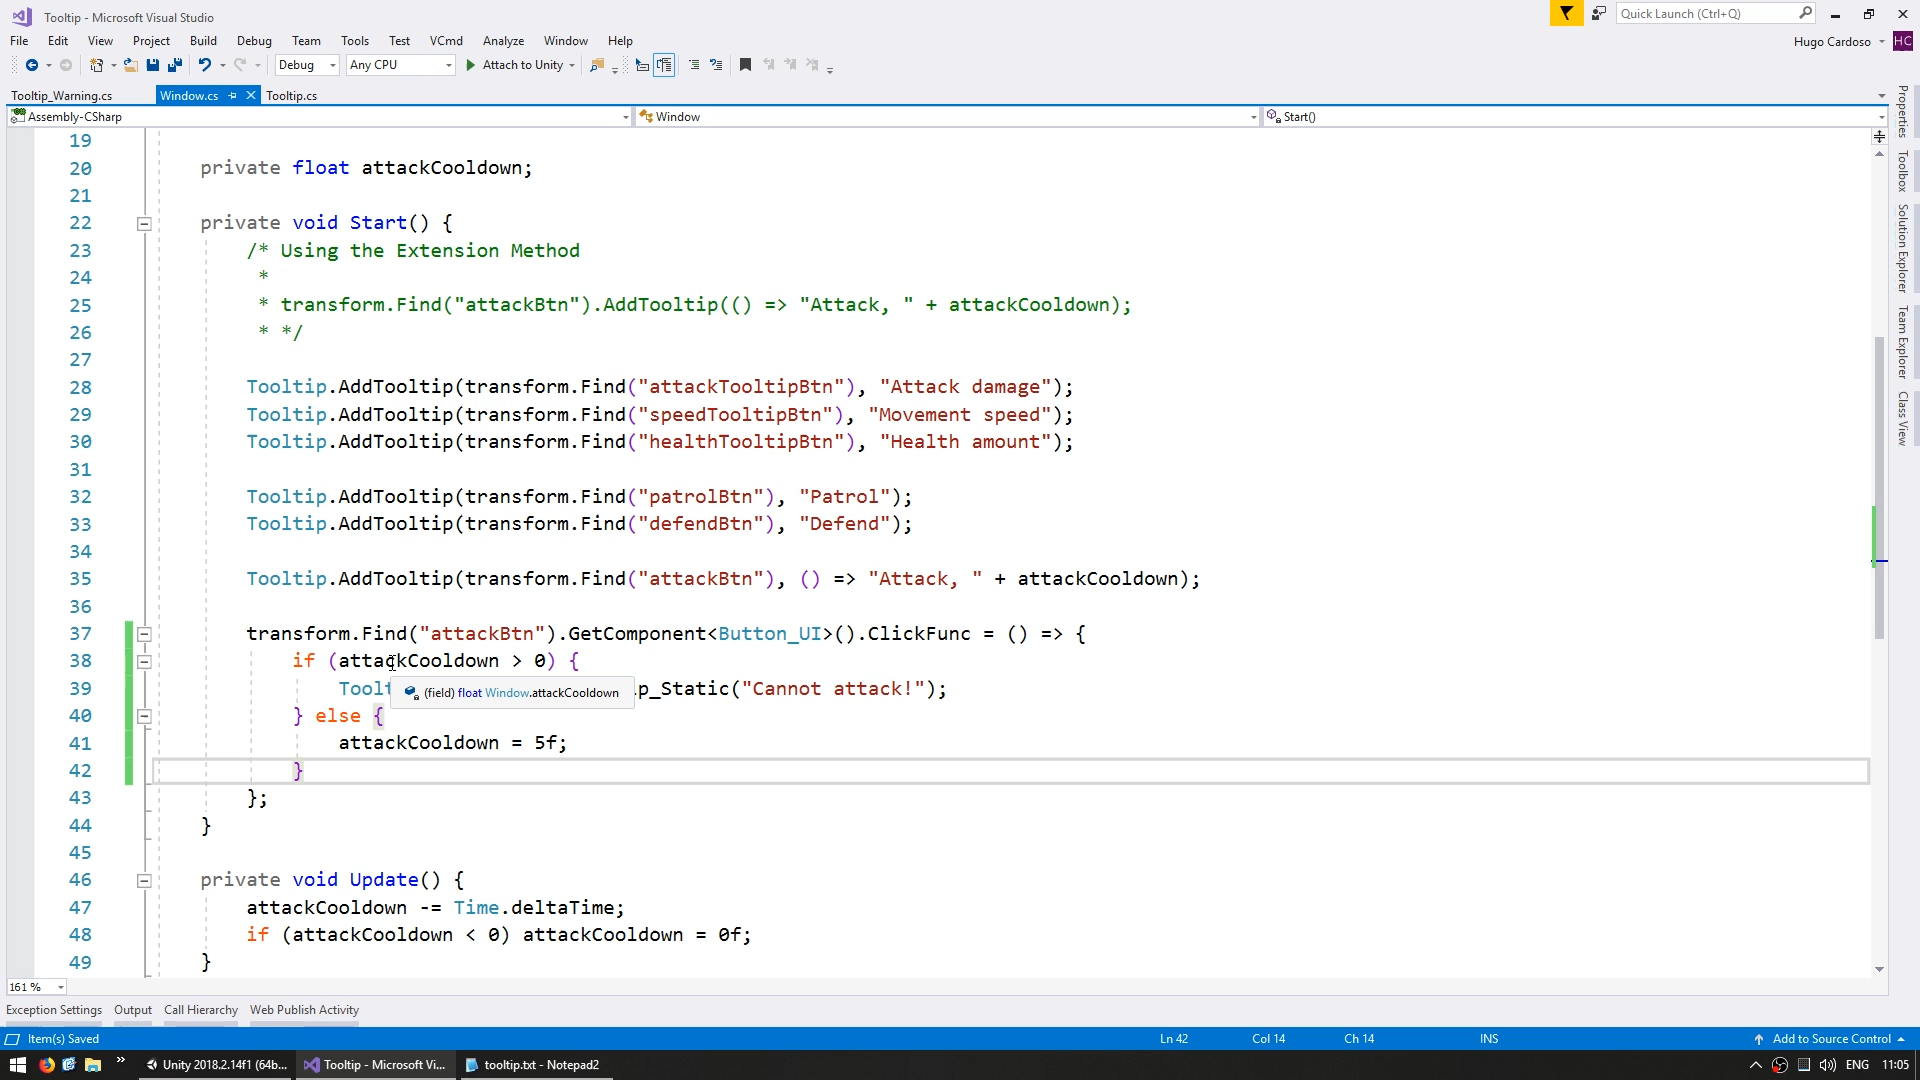 Tooltip - Microsoft Visual Studio
Quick Launch (Ctrl+Q)
File Edit View Project Build Debug Team Tools Test VCmd Analyze Window Help
Hugo Cardoso HC
Debug Any CPU Attach to Unity
Tooltip_Warning.cs Window.cs Tooltip.cs
Assembly-CSharp Window Start()
19
20 private float attackCooldown;
21
22 private void Start() {
23 /* Using the Extension Method
24 *
25 * transform.Find("attackBtn").AddTooltip(() => "Attack, " + attackCooldown);
26 * */
27
28 Tooltip.AddTooltip(transform.Find("attackTooltipBtn"), "Attack damage");
29 Tooltip.AddTooltip(transform.Find("speedTooltipBtn"), "Movement speed");
30 Tooltip.AddTooltip(transform.Find("healthTooltipBtn"), "Health amount");
31
32 Tooltip.AddTooltip(transform.Find("patrolBtn"), "Patrol");
33 Tooltip.AddTooltip(transform.Find("defendBtn"), "Defend");
34
35 Tooltip.AddTooltip(transform.Find("attackBtn"), () => "Attack, " + attackCooldown);
36
37 transform.Find("attackBtn").GetComponent<Button_UI>().ClickFunc = () => {
38 if (attackCooldown > 0) {
39 Toolt (field) float Window.attackCooldown p_Static("Cannot attack!");
40 } else {
41 attackCooldown = 5f;
42 }
43 };
44 }
45
46 private void Update() {
47 attackCooldown -= Time.deltaTime;
48 if (attackCooldown < 0) attackCooldown = 0f;
49 }
161 %
Exception Settings Output Call Hierarchy Web Publish Activity
Item(s) Saved Ln 42 Col 14 Ch 14 INS Add to Source Control
Unity 2018.2.14f1 (64b... Tooltip - Microsoft Vi... tooltip.txt - Notepad2 ENG 11:05
Properties
Toolbox
Solution Explorer
Team Explorer
Class View